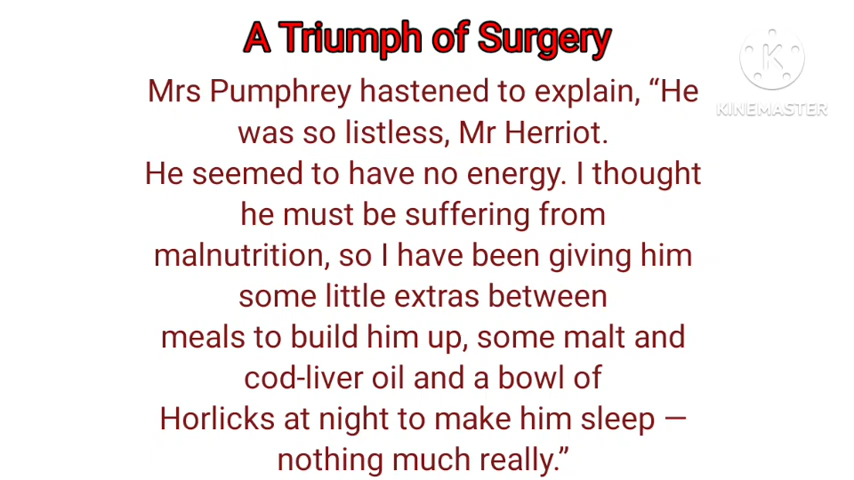 A Triumph of Surgery
KINEMASTER
Mrs Pumphrey hastened to explain, “He
was so listless, Mr Herriot.
He seemed to have no energy. I thought
he must be suffering from
malnutrition, so I have been giving him
some little extras between
meals to build him up, some malt and
cod-liver oil and a bowl of
Horlicks at night to make him sleep —
nothing much really.”